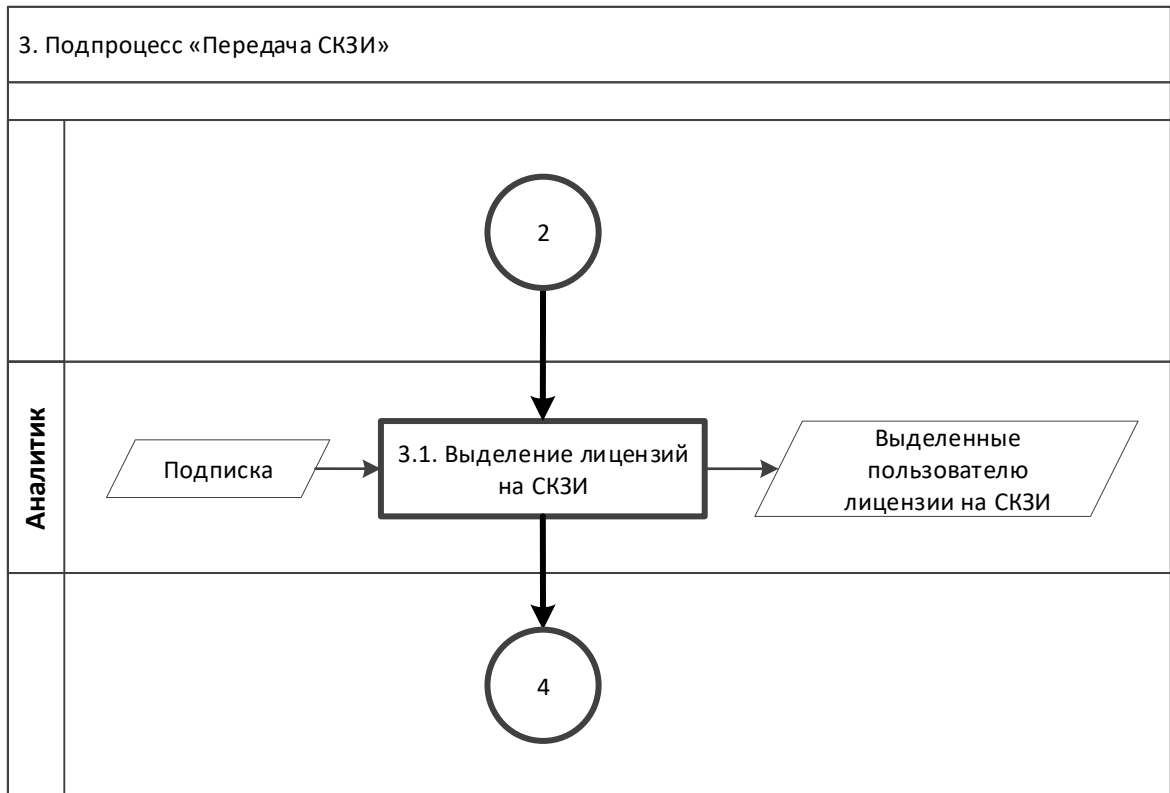 3. Подпроцесс «Передача СКЗИ»
2
Аналитик
Подписка
3.1. Выделение лицензий
на СКЗИ
Выделенные
пользователю
лицензии на СКЗИ
4